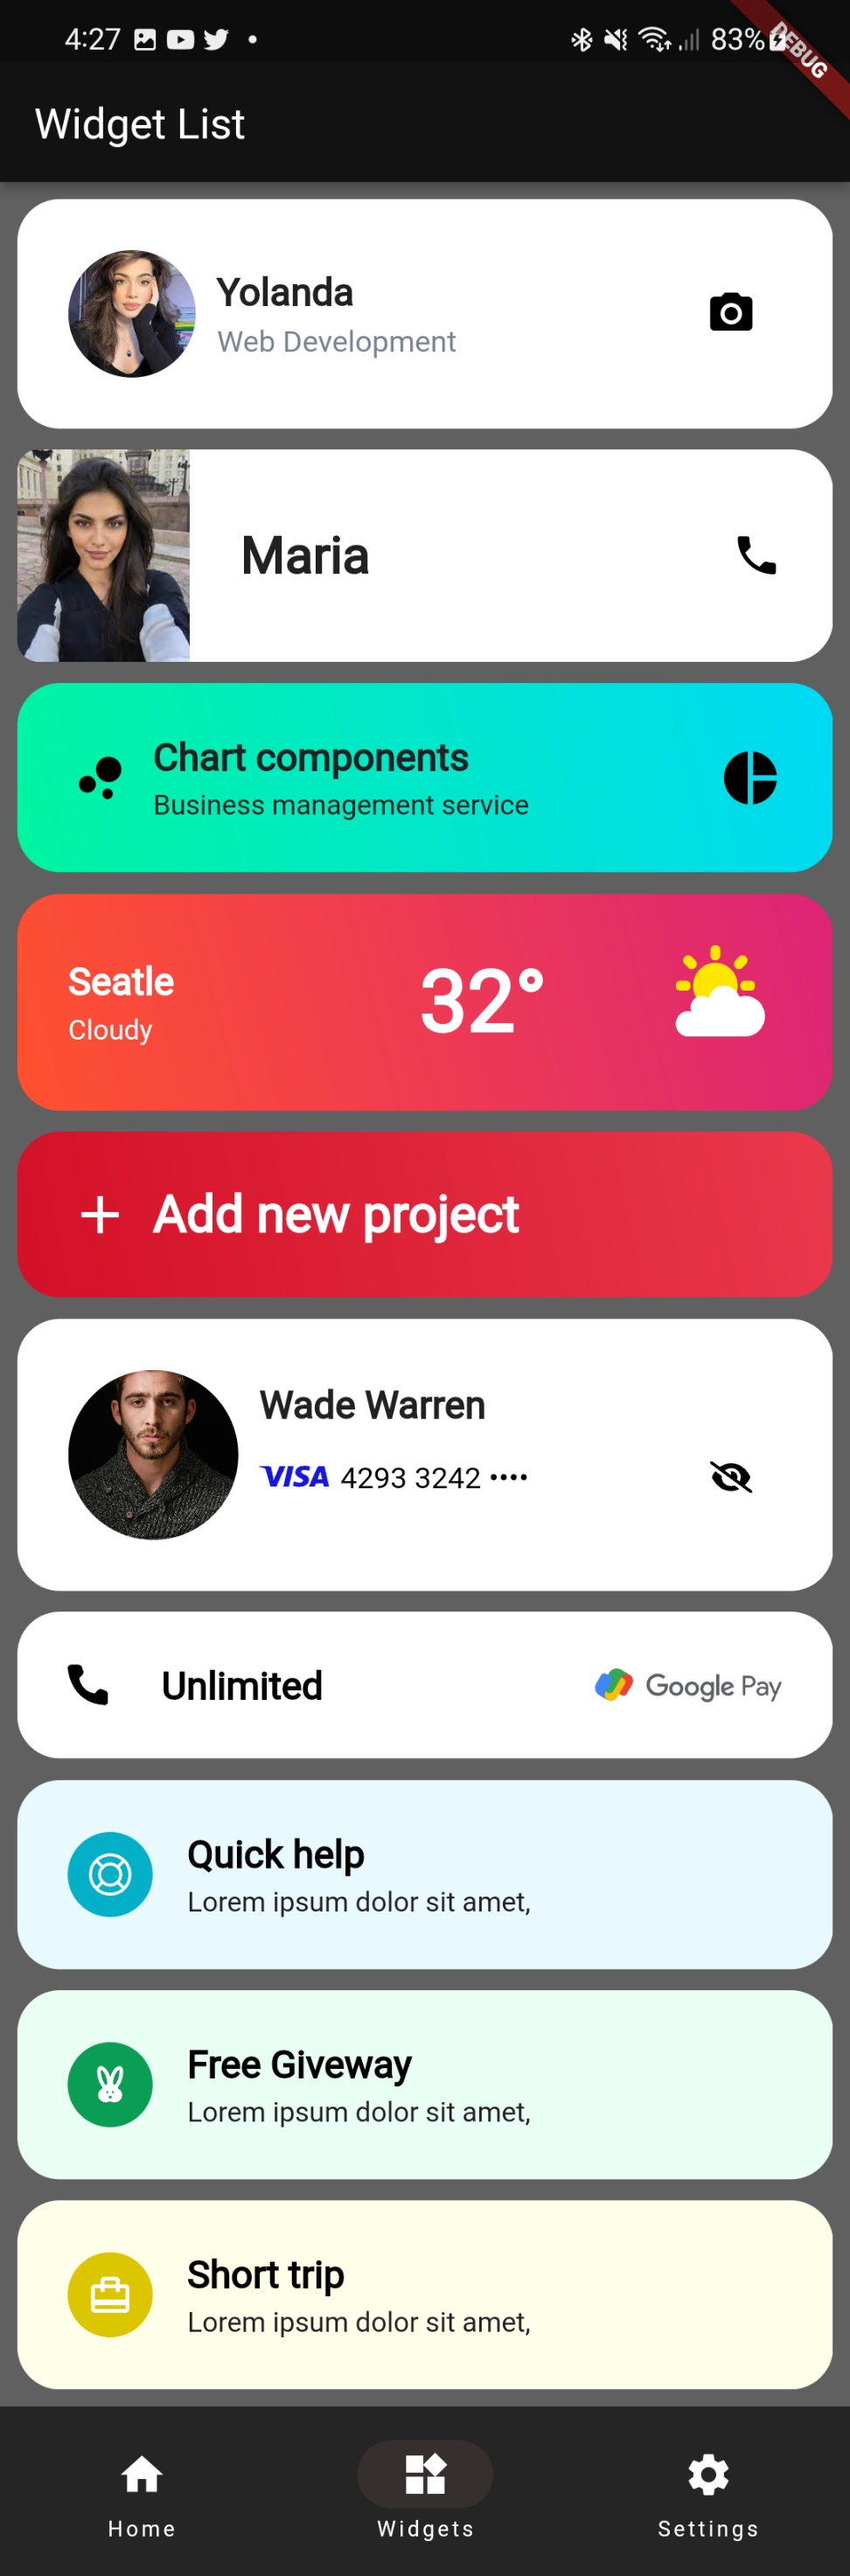 4:27
83%
DEBUG
Widget List
Yolanda
Web Development
Maria
Chart components
Business management service
Seatle
Cloudy
32°
Add new project
Wade Warren
VISA 4293 3242 ••••
Unlimited
Google Pay
Quick help
Lorem ipsum dolor sit amet,
Free Giveway
Lorem ipsum dolor sit amet,
Short trip
Lorem ipsum dolor sit amet,
Home
Widgets
Settings